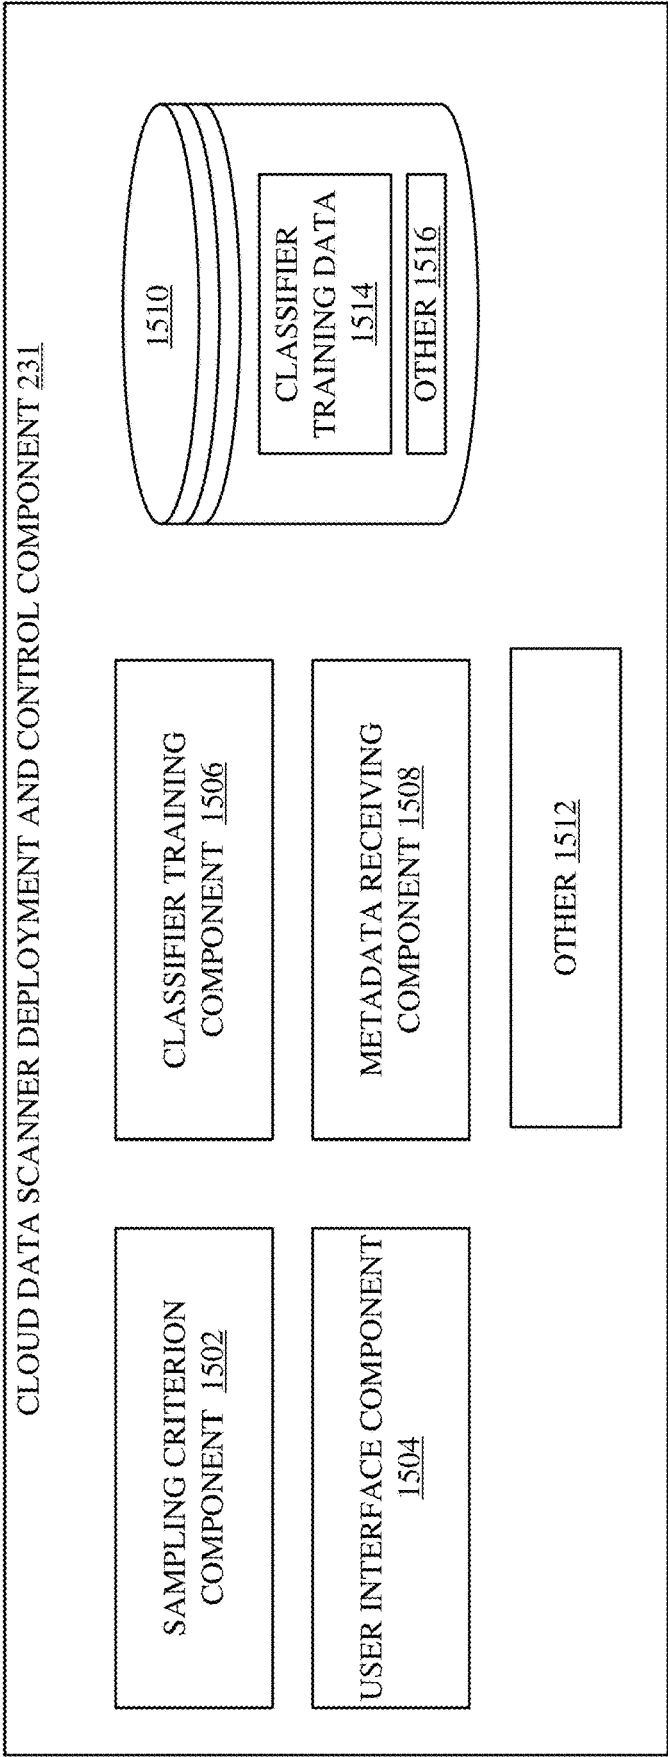 CLOUD DATA SCANNER DEPLOYMENT AND CONTROL COMPONENT 231
SAMPLING CRITERION
COMPONENT 1502
USER INTERFACE COMPONENT
1504
CLASSIFIER TRAINING
COMPONENT 1506
METADATA RECEIVING
COMPONENT 1508
OTHER 1512
1510
CLASSIFIER
TRAINING DATA
1514
OTHER 1516